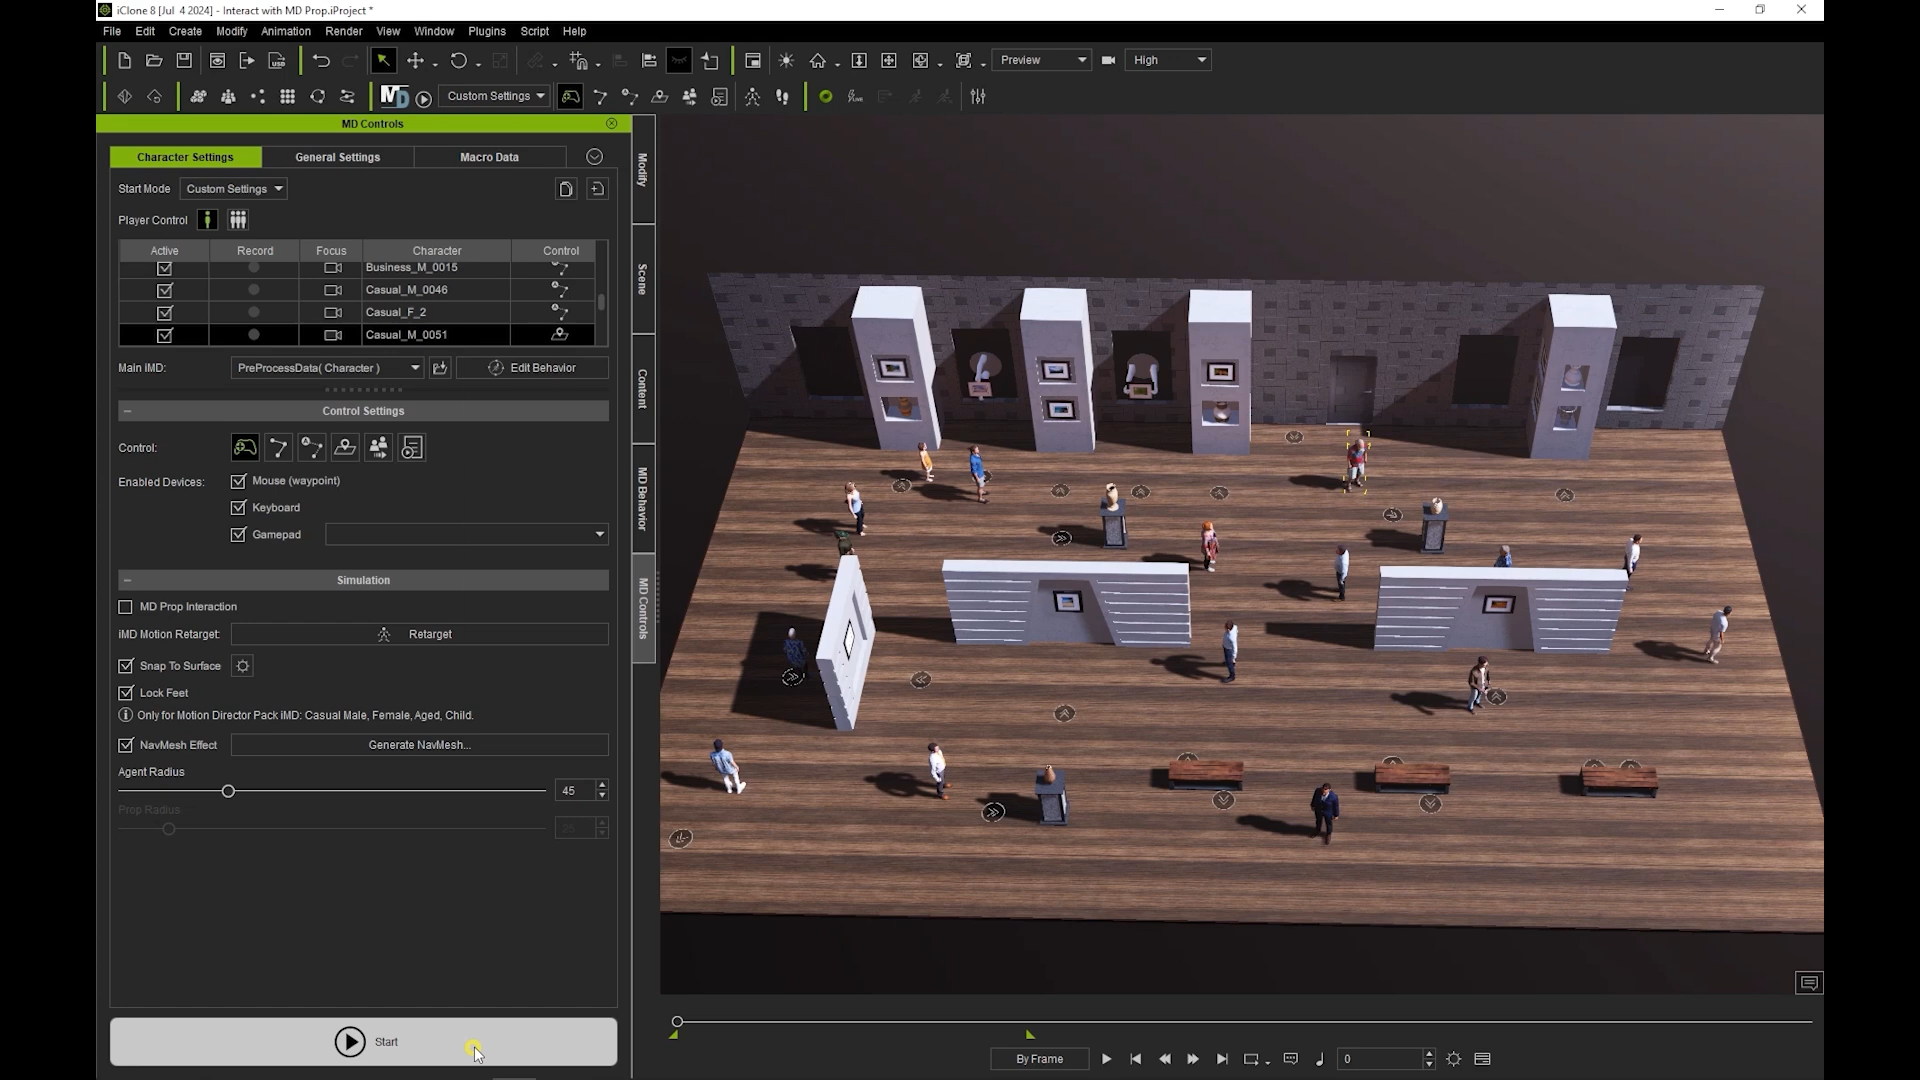 iClone 8 [Jul  4 2024] - Interact with MD Prop.iProject *
File Edit Create Modify Animation Render View Window Plugins Script Help
Preview High
MD Custom Settings LIVE
MD Controls
Character Settings General Settings Macro Data
Start Mode Custom Settings
Player Control
Active Record Focus Character Control
Business_M_0015
Casual_M_0046
Casual_F_2
Casual_M_0051
Main iMD: PreProcessData( Character ) Edit Behavior
Control Settings
Control:
Enabled Devices: Mouse (waypoint)
Keyboard
Gamepad
Simulation
MD Prop Interaction
iMD Motion Retarget: Retarget
Snap To Surface
Lock Feet
Only for Motion Director Pack iMD: Casual Male, Female, Aged, Child.
NavMesh Effect Generate NavMesh...
Agent Radius
45
Prop Radius
25
Start
Modify
Scene
Content
MD Behavior
MD Controls
By Frame 0